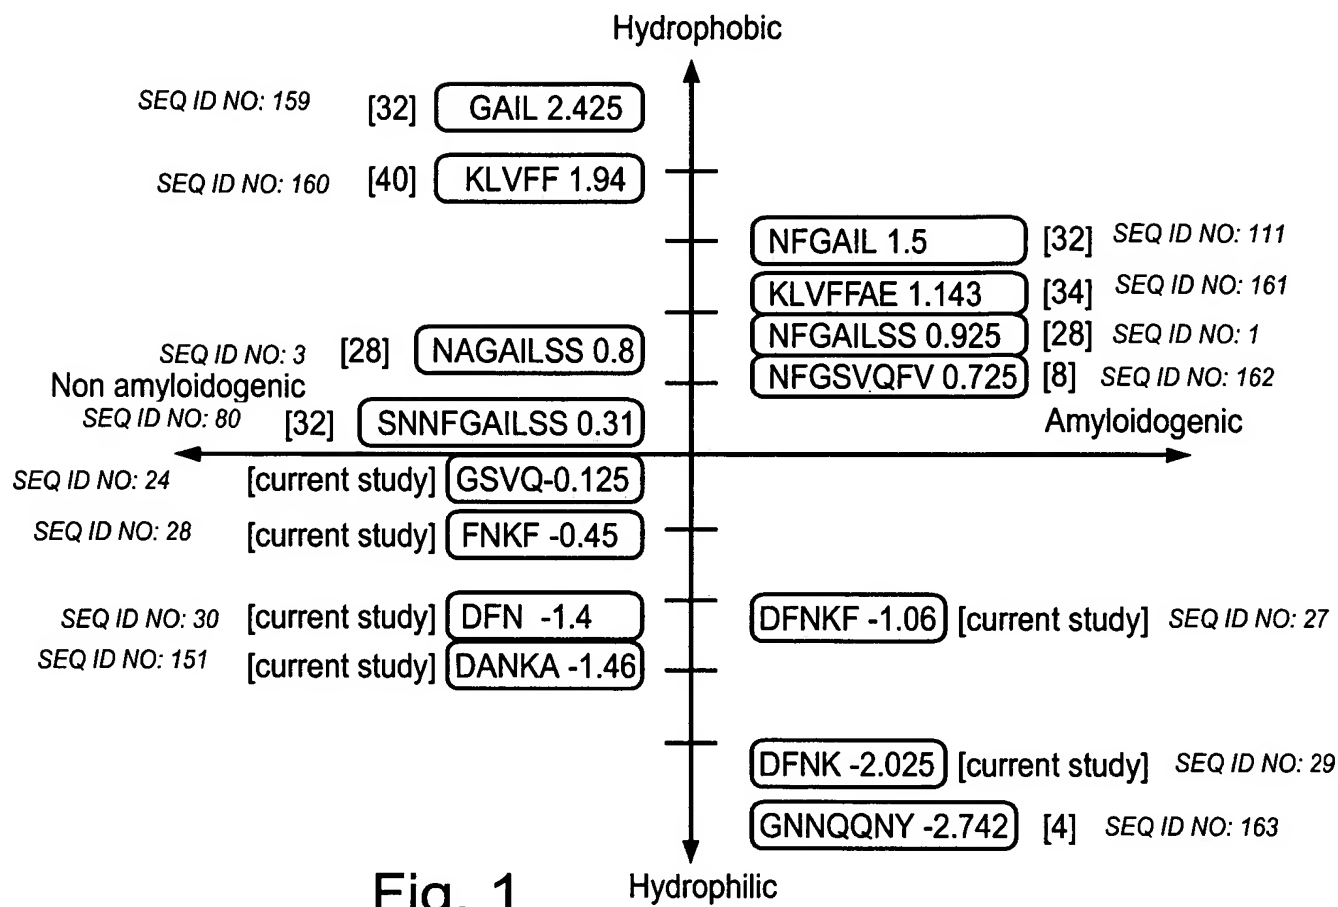 Hydrophobic
SEQ ID NO: 159 [32] GAIL 2.425
SEQ ID NO: 160 [40] KLVFF 1.94
NFGAIL 1.5 [32] SEQ ID NO: 111
KLVFFAE 1.143 [34] SEQ ID NO: 161
NFGAILSS 0.925 [28] SEQ ID NO: 1
SEQ ID NO: 3 [28] NAGAILSS 0.8
NFGSVQFV 0.725 [8] SEQ ID NO: 162
Non amyloidogenic
SEQ ID NO: 80 [32] SNNFGAILSS 0.31
Amyloidogenic
SEQ ID NO: 24 [current study] GSVQ-0.125
SEQ ID NO: 28 [current study] FNKF -0.45
SEQ ID NO: 30 [current study] DFN -1.4
DFNKF -1.06 [current study] SEQ ID NO: 27
SEQ ID NO: 151 [current study] DANKA -1.46
DFNK -2.025 [current study] SEQ ID NO: 29
GNNQQNY -2.742 [4] SEQ ID NO: 163
Hydrophilic
Fig. 1